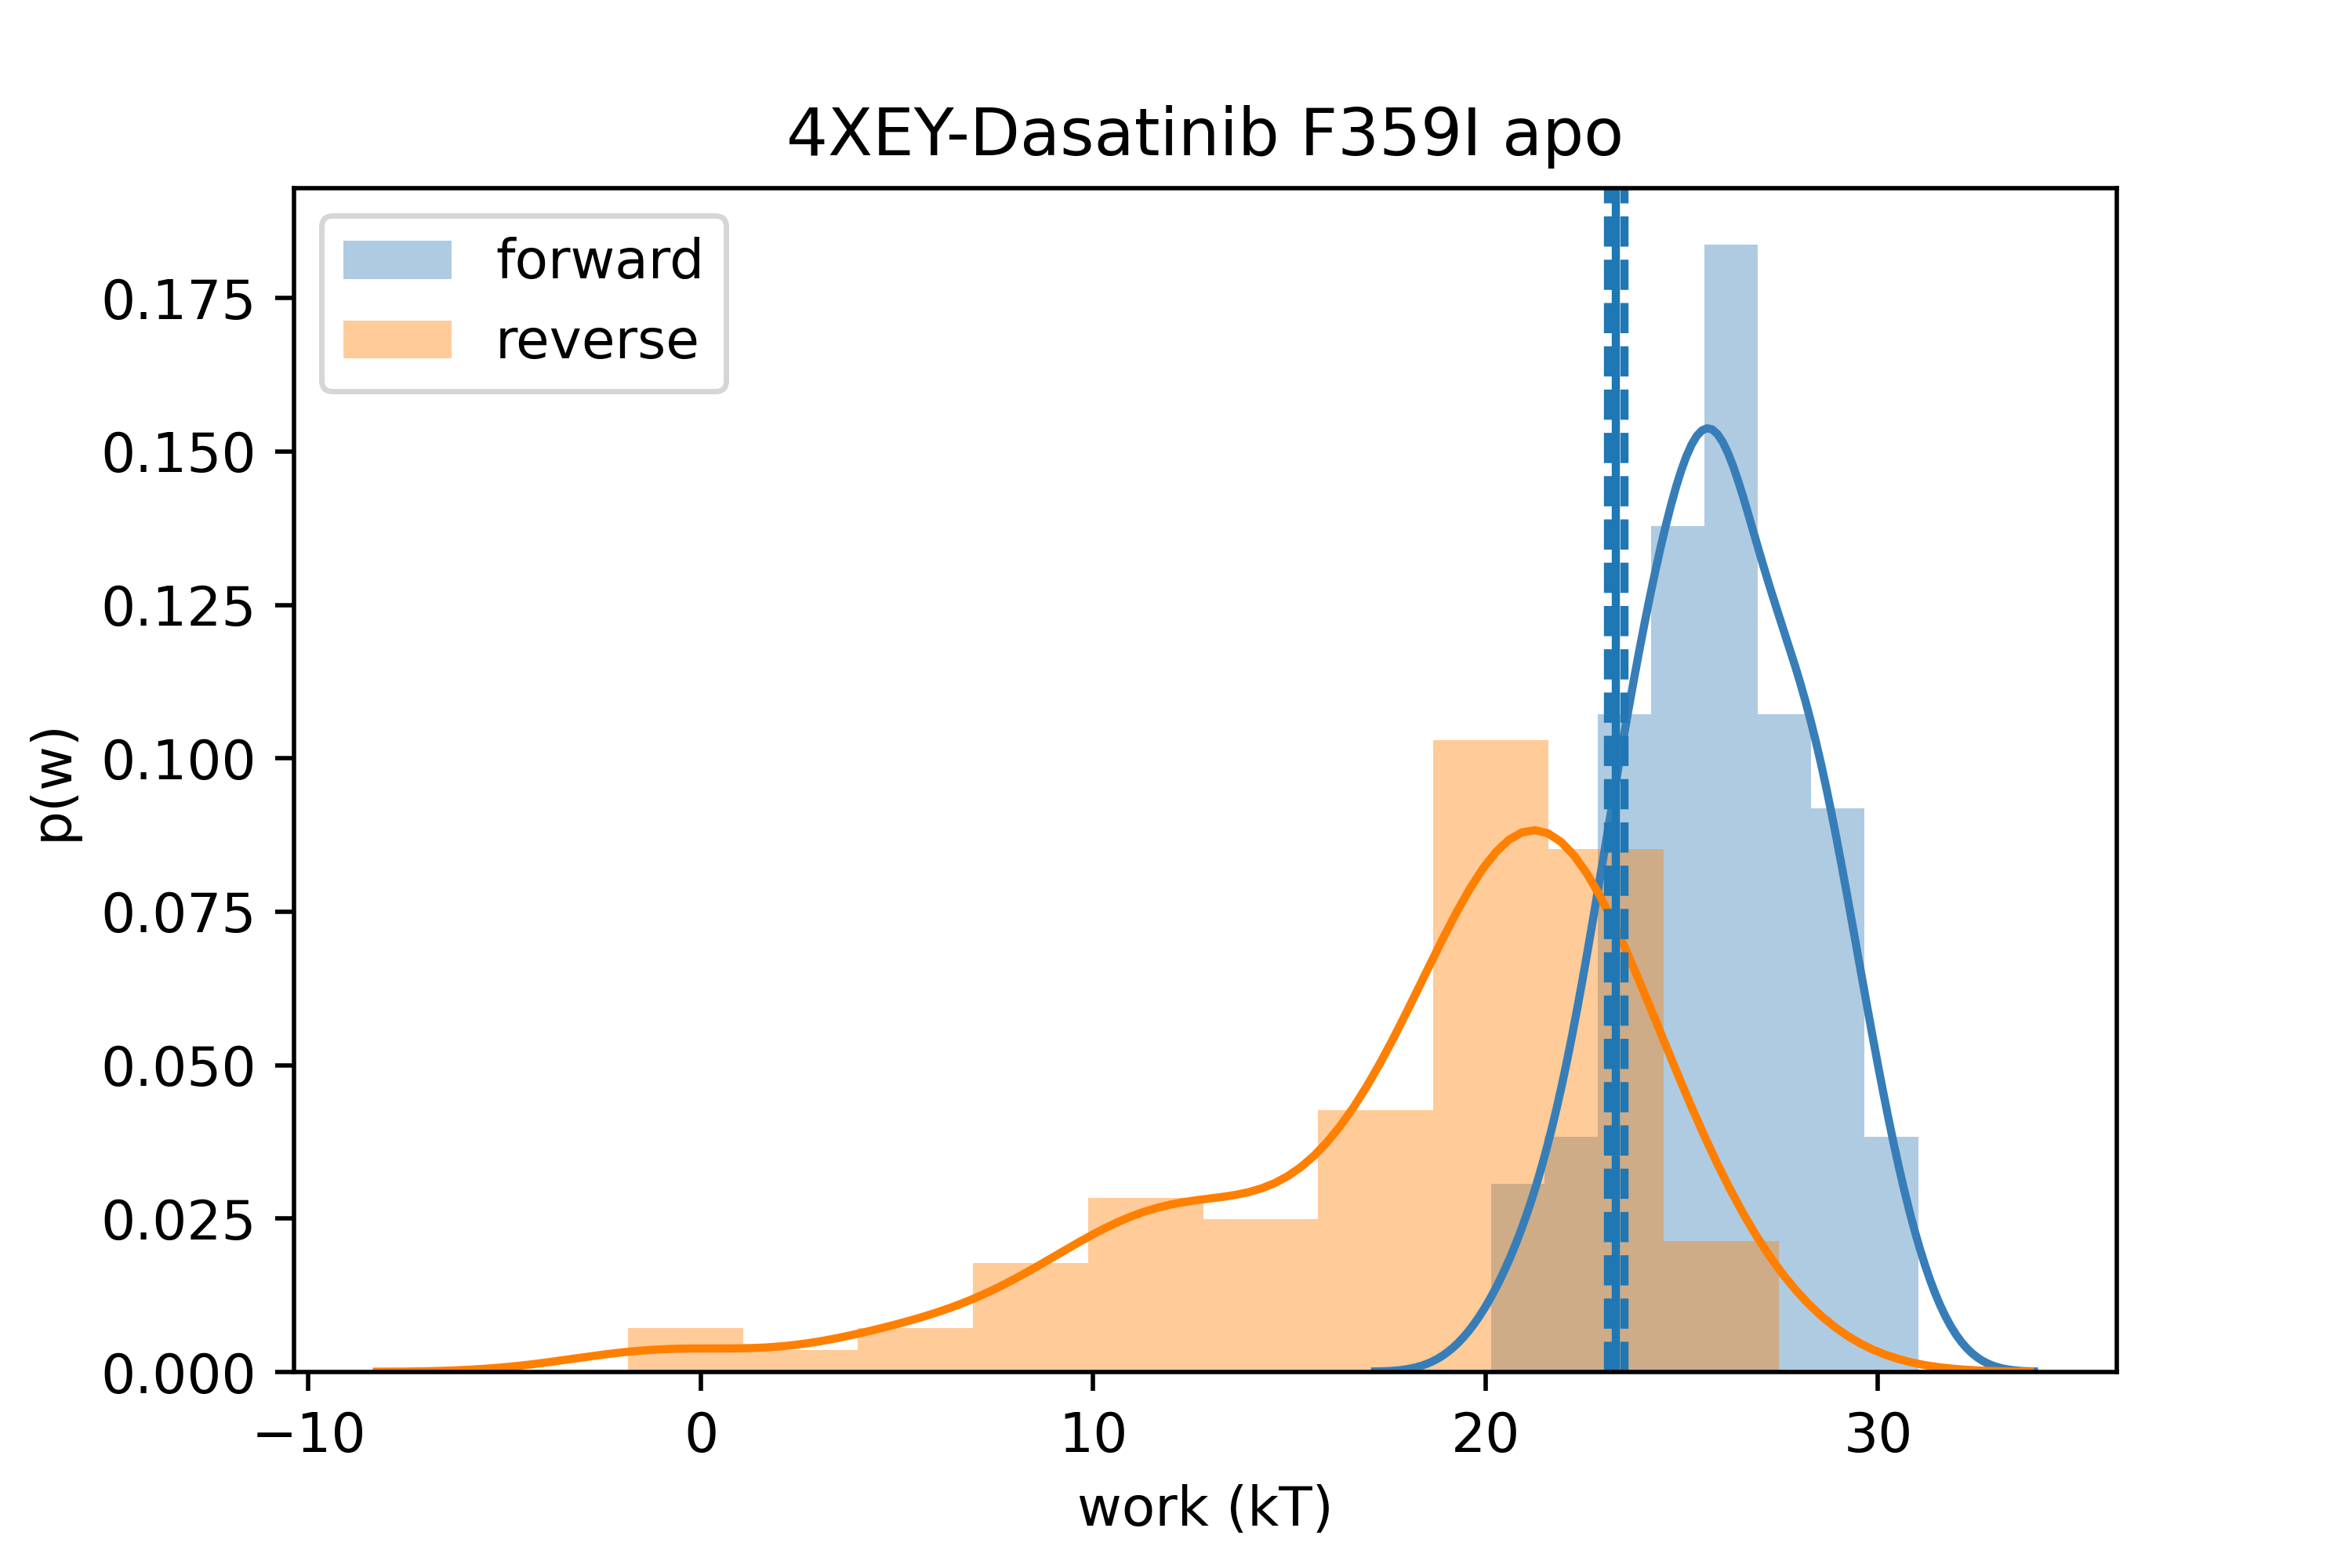 4XEY-Dasatinib F359I apo
forward
reverse
0.175
0.150
0.125
0.100
0.075
0.050
0.025
0.000
p(w)
−10 0 10 20 30
work (kT)